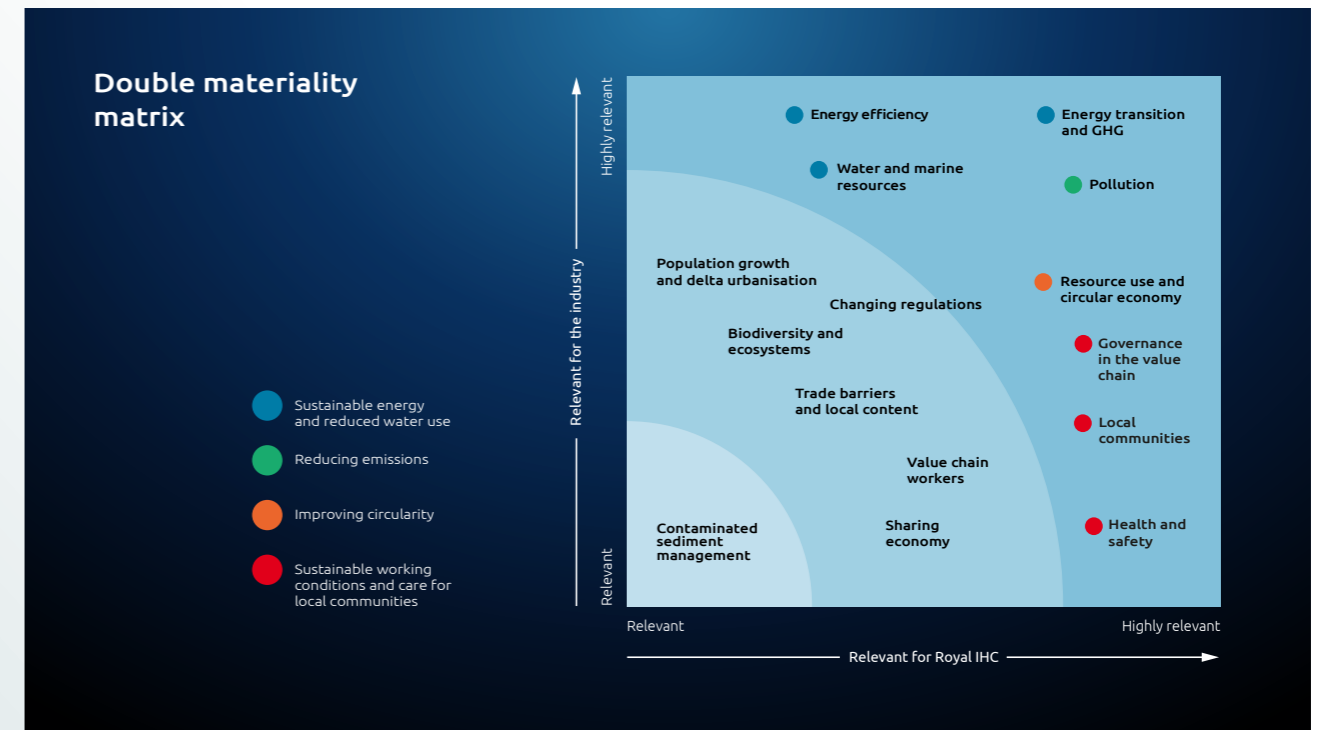 Double materiality
matrix
Sustainable energy
and reduced water use
Reducing emissions
Improving circularity
Sustainable working
conditions and care for
local communities
Highly relevant
Relevant for the industry
Relevant
Energy efficiency
Energy transition
and GHG
Water and marine
resources
Pollution
Population growth
and delta urbanisation
Resource use and
circular economy
Changing regulations
Biodiversity and
ecosystems
Governance
in the value
chain
Trade barriers
and local content
Local
communities
Value chain
workers
Contaminated
sediment
management
Sharing
economy
Health and
safety
Relevant
Highly relevant
Relevant for Royal IHC